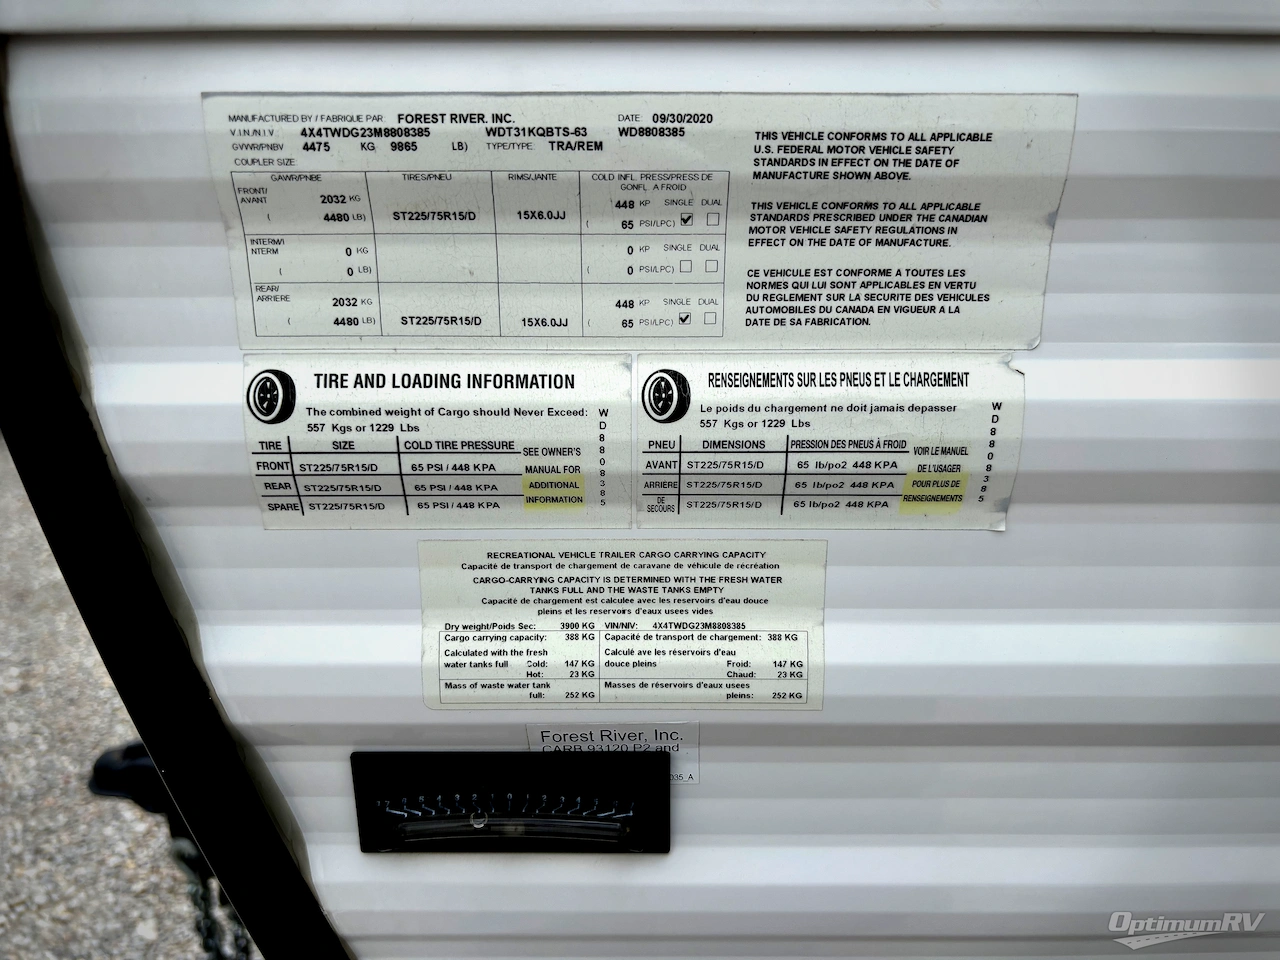 MANUFACTURED BY / FABRIQUE PAR: FOREST RIVER. INC. DATE: 09/30/2020
V.I.N./N.I.V. 4X4TWDG23M8808385 WDT31KQBTS-63 WD8808385
GVWR/PNBV 4475 KG 9865 LB) TYPE/TYPE: TRA/REM
COUPLER SIZE:
GAWR/PNBE TIRES/PNEU RIMS/JANTE COLD INFL. PRESS/PRESS DE
GONFL. A FROID
FRONT/
AVANT 2032 KG 448 KP SINGLE DUAL
( 4480 LB) ST225/75R15/D 15X6.0JJ ( 65 PSI/LPC)
INTERM/I
NTERM 0 KG 0 KP SINGLE DUAL
( 0 LB) ( 0 PSI/LPC)
REAR/
ARRIERE 2032 KG 448 KP SINGLE DUAL
( 4480 LB) ST225/75R15/D 15X6.0JJ ( 65 PSI/LPC)
THIS VEHICLE CONFORMS TO ALL APPLICABLE
U.S. FEDERAL MOTOR VEHICLE SAFETY
STANDARDS IN EFFECT ON THE DATE OF
MANUFACTURE SHOWN ABOVE.
THIS VEHICLE CONFORMS TO ALL APPLICABLE
STANDARDS PRESCRIBED UNDER THE CANADIAN
MOTOR VEHICLE SAFETY REGULATIONS IN
EFFECT ON THE DATE OF MANUFACTURE.
CE VEHICULE EST CONFORME A TOUTES LES
NORMES QUI LUI SONT APPLICABLES EN VERTU
DU REGLEMENT SUR LA SECURITE DES VEHICULES
AUTOMOBILES DU CANADA EN VIGUEUR A LA
DATE DE SA FABRICATION.
TIRE AND LOADING INFORMATION
The combined weight of Cargo should Never Exceed:
557 Kgs or 1229 Lbs
TIRE SIZE COLD TIRE PRESSURE
FRONT ST225/75R15/D 65 PSI / 448 KPA
REAR ST225/75R15/D 65 PSI / 448 KPA
SPARE ST225/75R15/D 65 PSI / 448 KPA
SEE OWNER'S
MANUAL FOR
ADDITIONAL
INFORMATION
WD8808385
RENSEIGNEMENTS SUR LES PNEUS ET LE CHARGEMENT
Le poids du chargement ne doit jamais depasser
557 Kgs or 1229 Lbs
PNEU DIMENSIONS PRESSION DES PNEUS À FROID
AVANT ST225/75R15/D 65 lb/po2 448 KPA
ARRIÈRE ST225/75R15/D 65 lb/po2 448 KPA
DE
SECOURS ST225/75R15/D 65 lb/po2 448 KPA
VOIR LE MANUEL
DE L'USAGER
POUR PLUS DE
RENSEIGNEMENTS
WD8808385
RECREATIONAL VEHICLE TRAILER CARGO CARRYING CAPACITY
Capacité de transport de chargement de caravane de véhicule de récréation
CARGO-CARRYING CAPACITY IS DETERMINED WITH THE FRESH WATER
TANKS FULL AND THE WASTE TANKS EMPTY
Capacité de chargement est calculee avec les reservoirs d'eau douce
pleins et les reservoirs d'eaux usees vides
Dry weight/Poids Sec: 3900 KG VIN/NIV: 4X4TWDG23M8808385
Cargo carrying capacity: 388 KG Capacité de transport de chargement: 388 KG
Calculated with the fresh Calculé ave les réservoirs d'eau
water tanks full Cold: 147 KG douce pleins Froid: 147 KG
Hot: 23 KG Chaud: 23 KG
Mass of waste water tank Masses de réservoirs d'eaux usees
full: 252 KG pleins: 252 KG
Forest River, Inc.
CARB 93120 P2 and
035_A
OptimumRV